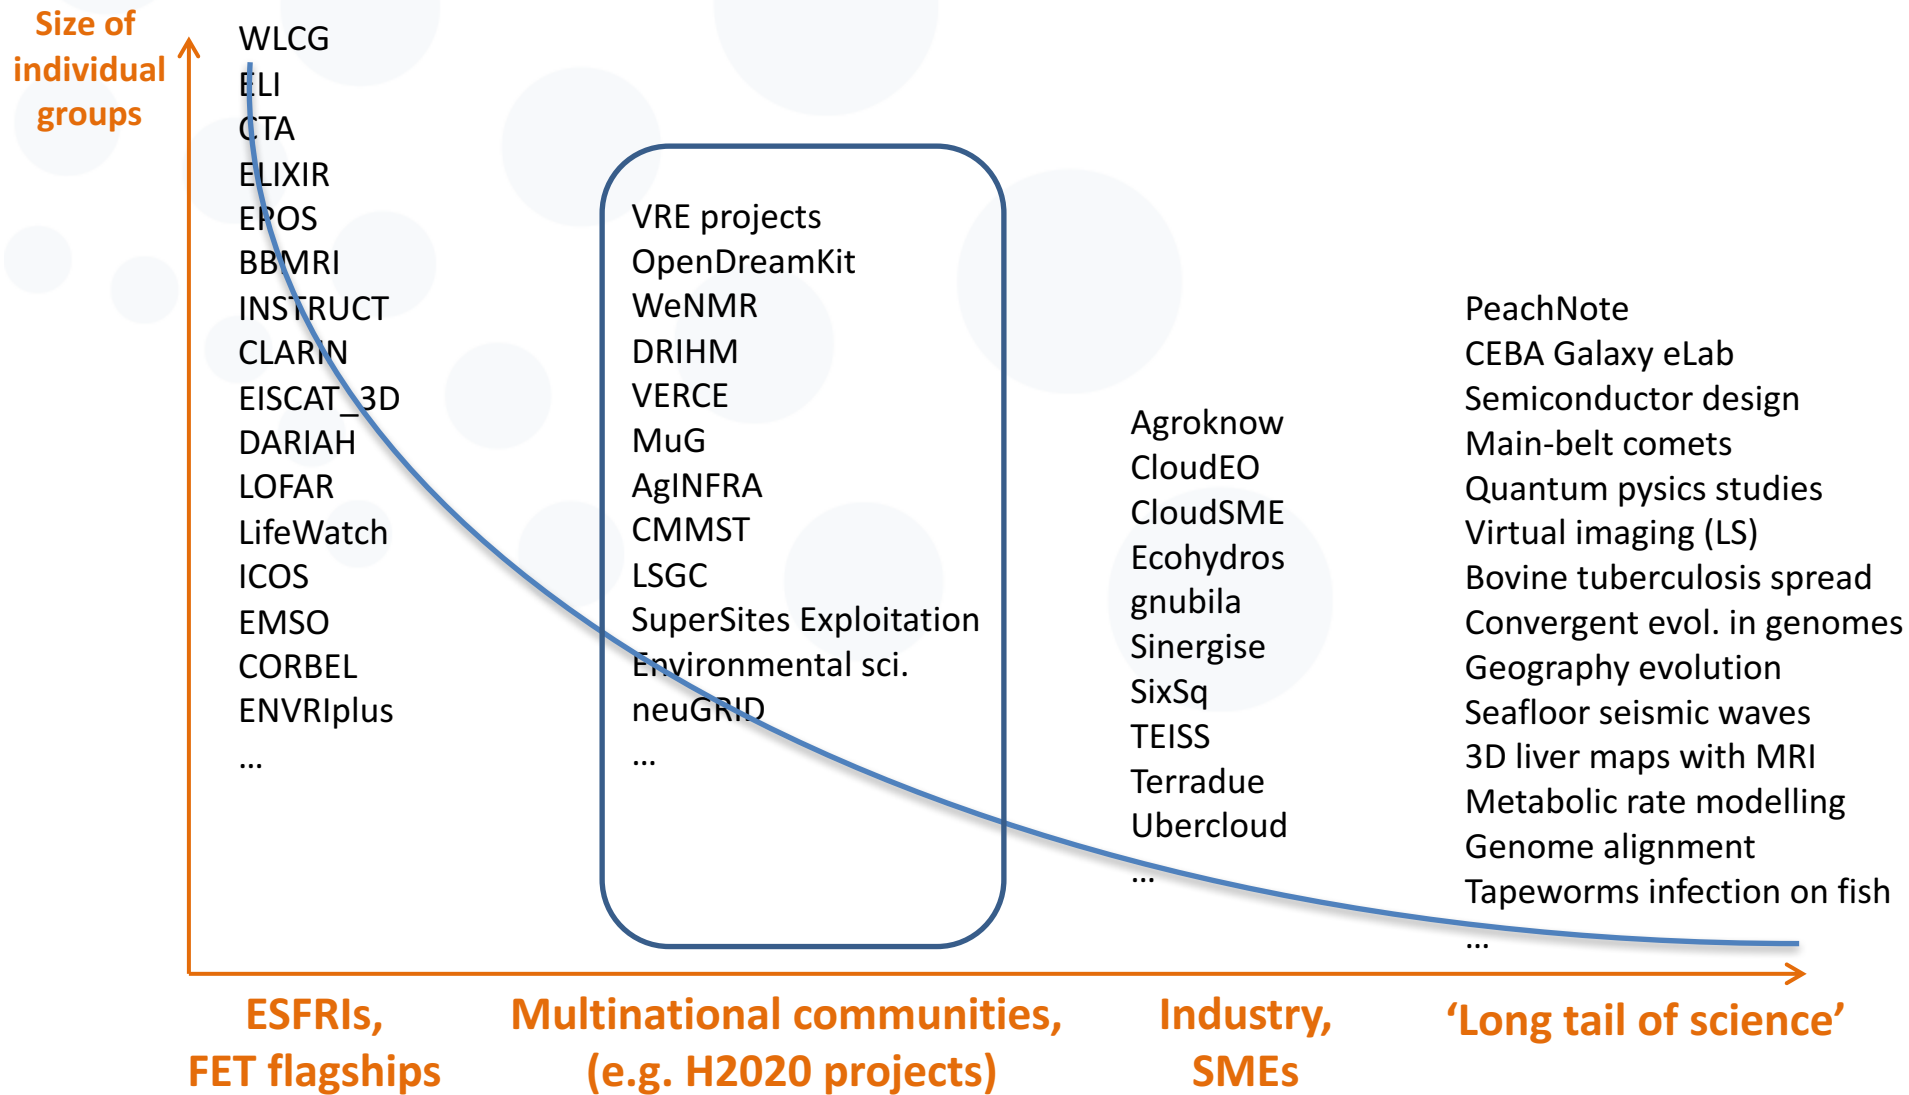 Size of
individual
groups
WLCG
ELI
CTA
ELIXIR
EPOS
BBMRI
INSTRUCT
CLARIN
EISCAT_3D
DARIAH
LOFAR
LifeWatch
ICOS
EMSO
CORBEL
ENVRIplus
...
VRE projects
OpenDreamKit
WeNMR
DRIHM
VERCE
MuG
AgINFRA
CMMST
LSGC
SuperSites Exploitation
Environmental sci.
neuGRID
...
Agroknow
CloudEO
CloudSME
Ecohydros
gnubila
Sinergise
SixSq
TEISS
Terradue
Ubercloud
...
PeachNote
CEBA Galaxy eLab
Semiconductor design
Main-belt comets
Quantum pysics studies
Virtual imaging (LS)
Bovine tuberculosis spread
Convergent evol. in genomes
Geography evolution
Seafloor seismic waves
3D liver maps with MRI
Metabolic rate modelling
Genome alignment
Tapeworms infection on fish
...
ESFRIs,
FET flagships
Multinational communities,
(e.g. H2020 projects)
Industry,
SMEs
‘Long tail of science’